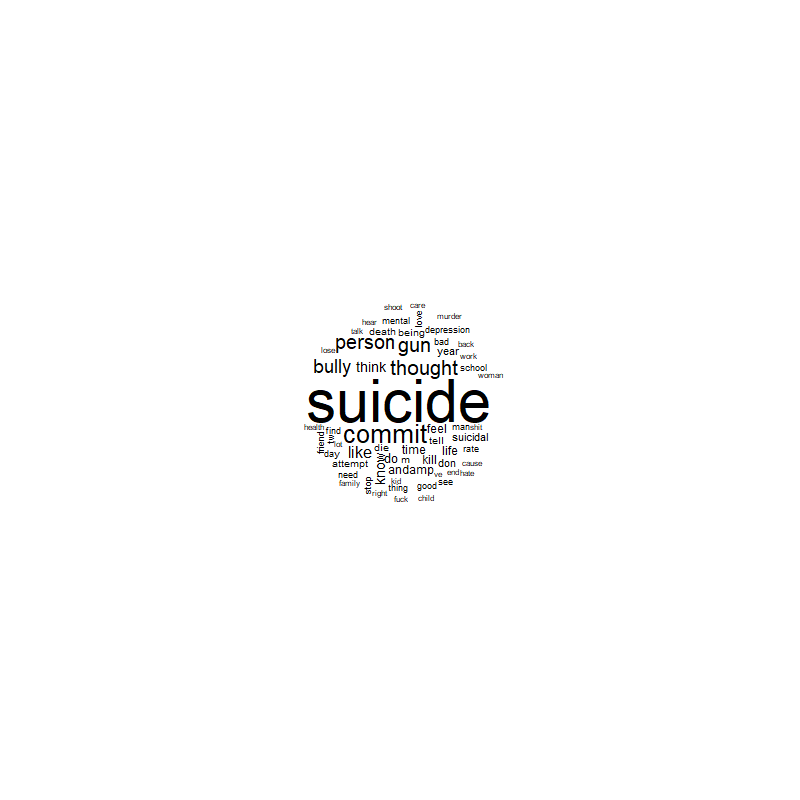 shoot care
hear mental love murder
talk death being depression
lose person gun bad back
year work
bully think thought school
woman
suicide
health find commit feel man shit
friend tw lot tell suicidal
day like die time life rate
attempt know do m kill don cause
need andamp ve end hate
family stop kid thing good see
right fuck child